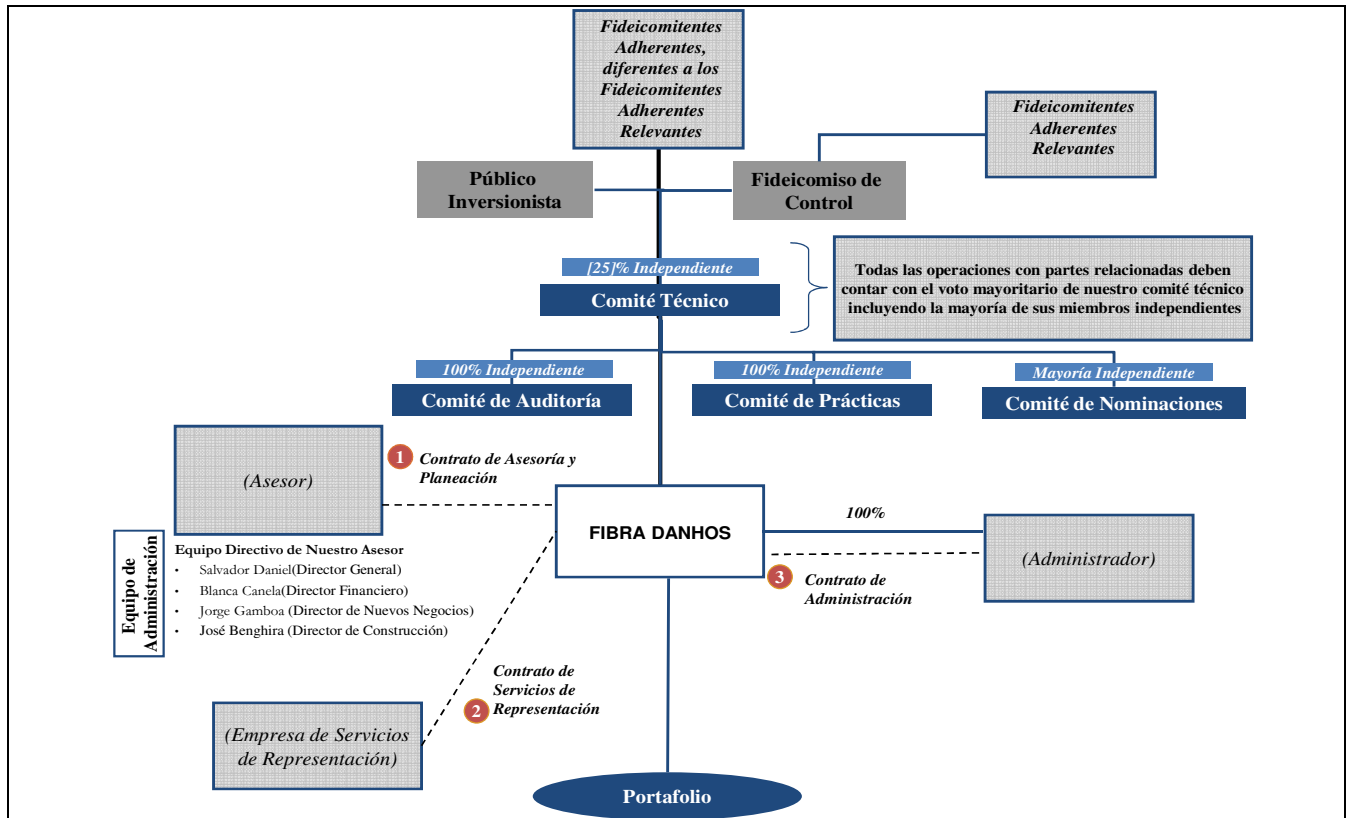 Fideicomitentes
Adherentes,
diferentes a los
Fideicomitentes
Adherentes
Relevantes
Fideicomitentes
Adherentes
Relevantes
Público
Inversionista
Fideicomiso de
Control
[25]% Independiente
Comité Técnico
Todas las operaciones con partes relacionadas deben
contar con el voto mayoritario de nuestro comité técnico
incluyendo la mayoría de sus miembros independientes
100% Independiente
Comité de Auditoría
100% Independiente
Comité de Prácticas
Mayoría Independiente
Comité de Nominaciones
(Asesor)
1
Contrato de Asesoría y
Planeación
FIBRA DANHOS
100%
(Administrador)
3
Contrato de
Administración
Equipo de
Administración
Equipo Directivo de Nuestro Asesor
• Salvador Daniel(Director General)
• Blanca Canela(Director Financiero)
• Jorge Gamboa (Director de Nuevos Negocios)
• José Benghira (Director de Construcción)
2
Contrato de
Servicios de
Representación
(Empresa de Servicios
de Representación)
Portafolio